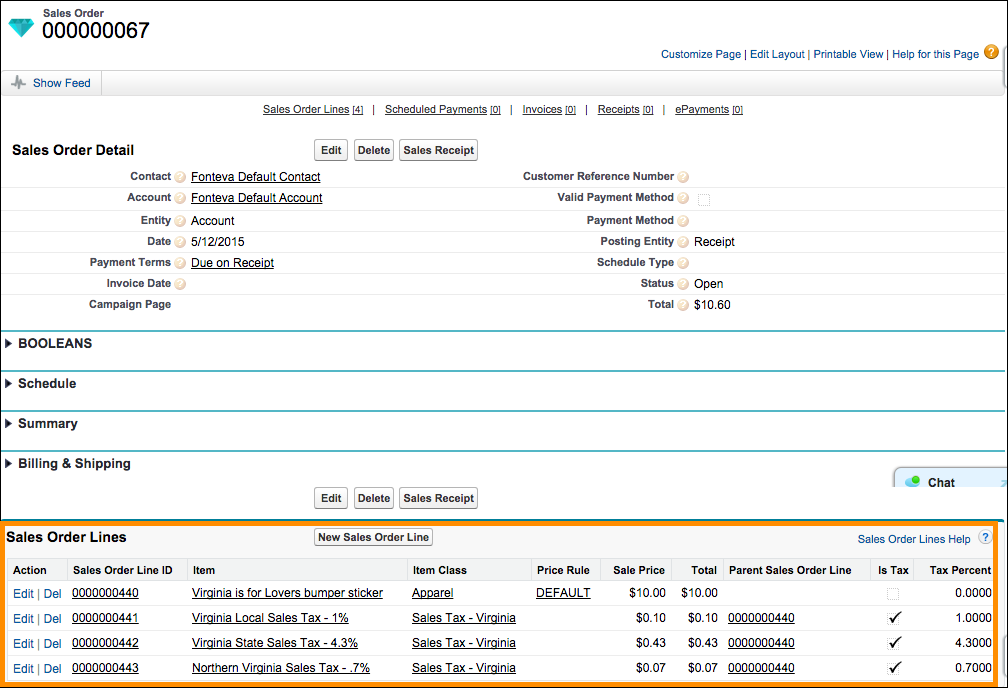 Sales Order
000000067
Customize Page | Edit Layout | Printable View | Help for this Page ?
Show Feed
Sales Order Lines [4] | Scheduled Payments [0] | Invoices [0] | Receipts [0] | ePayments [0]
Sales Order Detail Edit Delete Sales Receipt
Contact ? Fonteva Default Contact Customer Reference Number ?
Account ? Fonteva Default Account Valid Payment Method ?
Entity ? Account Payment Method ?
Date ? 5/12/2015 Posting Entity ? Receipt
Payment Terms ? Due on Receipt Schedule Type ?
Invoice Date ? Status ? Open
Campaign Page Total ? $10.60
BOOLEANS
Schedule
Summary
Billing & Shipping
Chat
Edit Delete Sales Receipt
Sales Order Lines New Sales Order Line Sales Order Lines Help ?
Action Sales Order Line ID Item Item Class Price Rule Sale Price Total Parent Sales Order Line Is Tax Tax Percent
Edit | Del 0000000440 Virginia is for Lovers bumper sticker Apparel DEFAULT $10.00 $10.00 0.0000
Edit | Del 0000000441 Virginia Local Sales Tax - 1% Sales Tax - Virginia $0.10 $0.10 0000000440 1.0000
Edit | Del 0000000442 Virginia State Sales Tax - 4.3% Sales Tax - Virginia $0.43 $0.43 0000000440 4.3000
Edit | Del 0000000443 Northern Virginia Sales Tax - .7% Sales Tax - Virginia $0.07 $0.07 0000000440 0.7000